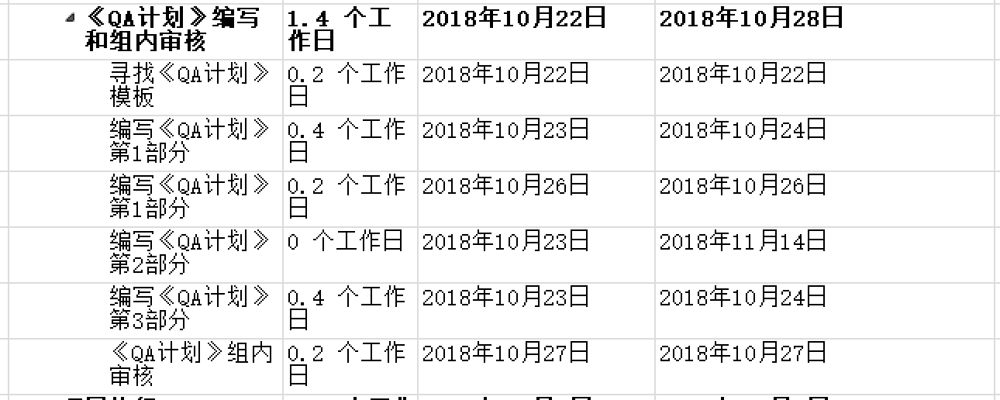 《QA计划》编写 1.4 个工 2018年10月22日 2018年10月28日
和组内审核 作日
寻找《QA计划》 0.2 个工作 2018年10月22日 2018年10月22日
模板 日
编写《QA计划》 0.4 个工作 2018年10月23日 2018年10月24日
第1部分 日
编写《QA计划》 0.2 个工作 2018年10月26日 2018年10月26日
第1部分 日
编写《QA计划》 0 个工作日 2018年10月23日 2018年11月14日
第2部分
编写《QA计划》 0.4 个工作 2018年10月23日 2018年10月24日
第3部分 日
《QA计划》组内 0.2 个工作 2018年10月27日 2018年10月27日
审核 日